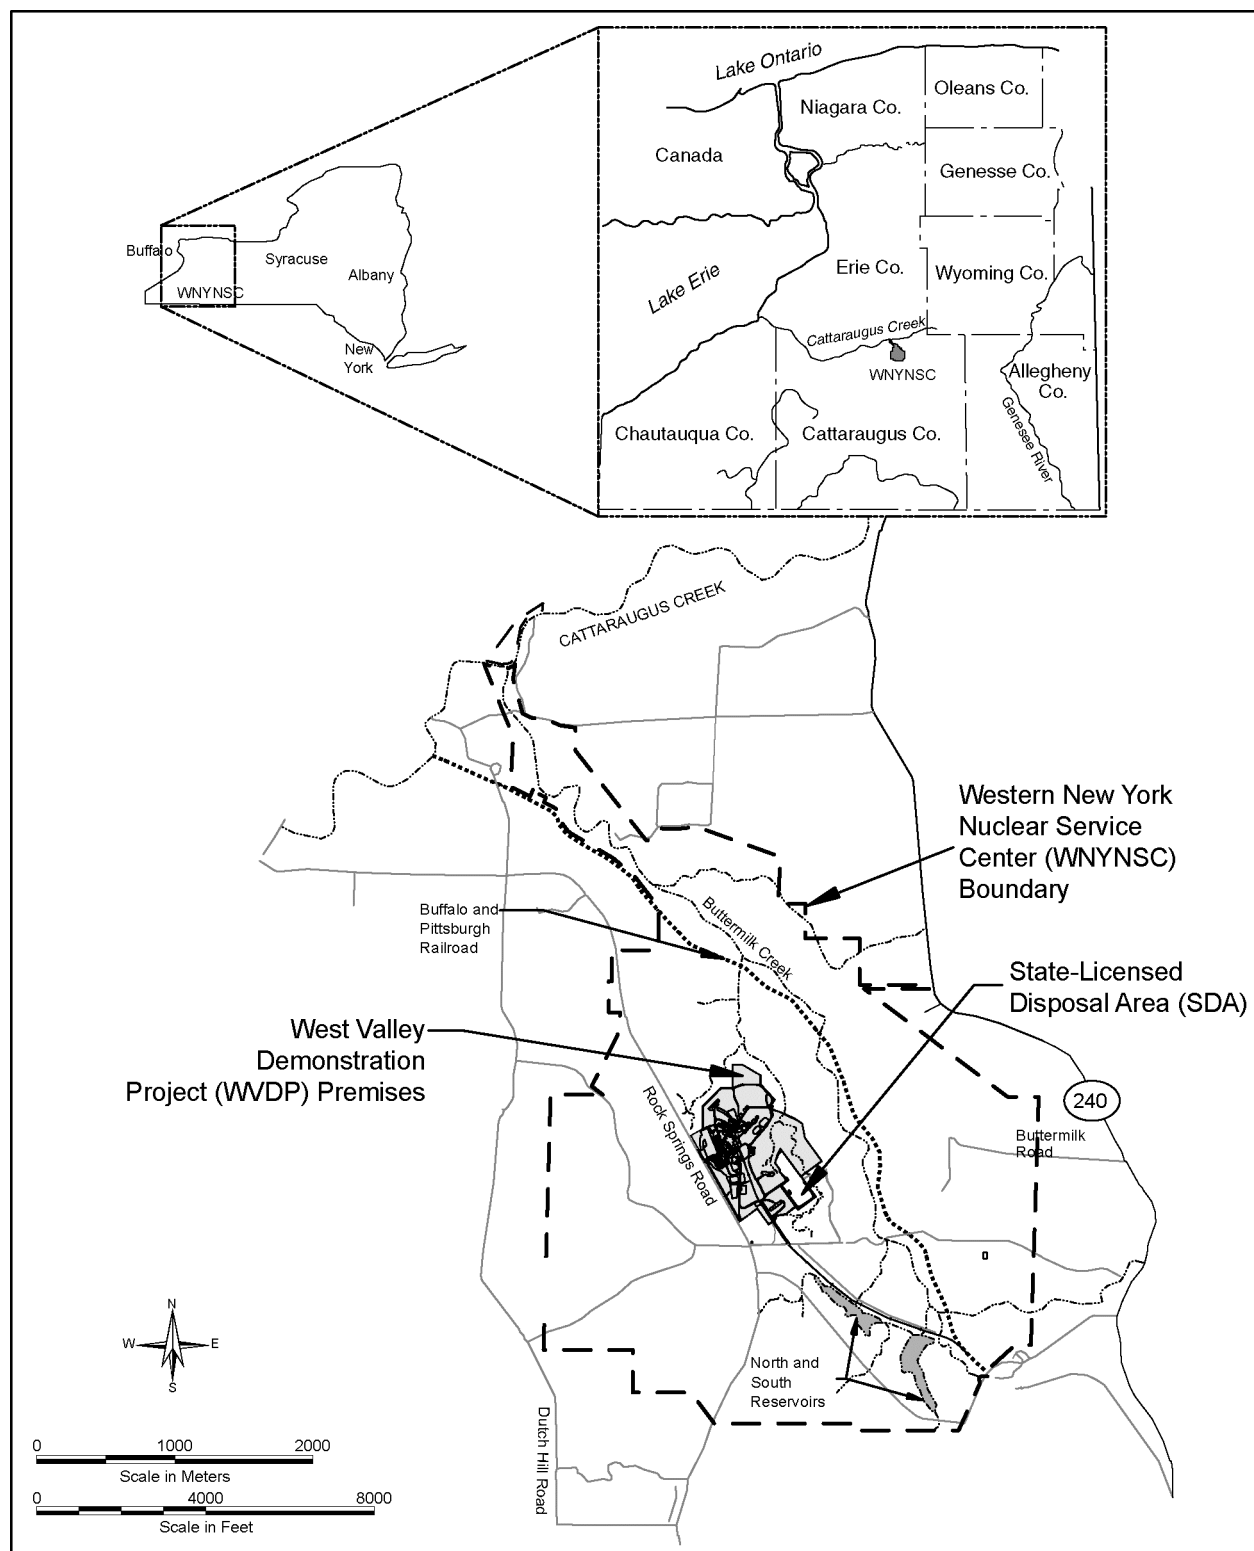 Lake Ontario
Oleans Co.
Niagara Co.
Canada
Genesse Co.
Buffalo
Syracuse
Albany
WNYNSC
New
York
Erie Co.
Wyoming Co.
Lake Erie
Cattaraugus Creek
WNYNSC
Allegheny
Co.
Chautauqua Co.
Cattaraugus Co.
Genesee River
CATTARAUGUS CREEK
Western New York
Nuclear Service
Center (WNYNSC)
Boundary
Buffalo and
Pittsburgh
Railroad
Buttermilk Creek
State-Licensed
Disposal Area (SDA)
West Valley
Demonstration
Project (WVDP) Premises
Rock Springs Road
240
Buttermilk
Road
N
W
E
S
North and
South
Reservoirs
Dutch Hill Road
0 1000 2000
Scale in Meters
0 4000 8000
Scale in Feet